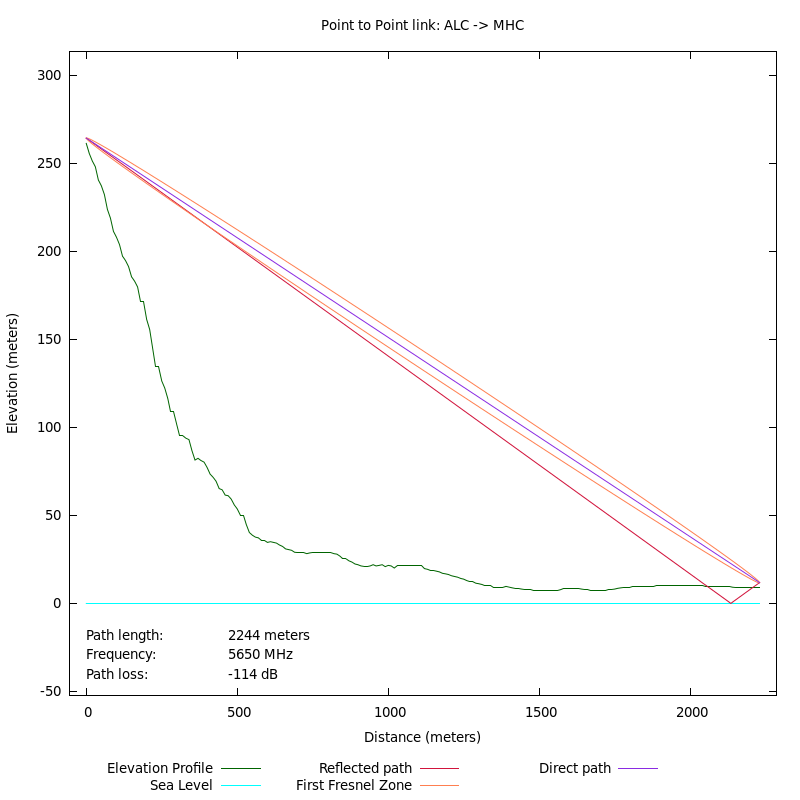 Point to Point link: ALC -> MHC
300
250
200
150
100
50
0
-50
Elevation (meters)
Path length: 2244 meters
Frequency: 5650 MHz
Path loss: -114 dB
0 500 1000 1500 2000
Distance (meters)
Elevation Profile Reflected path Direct path
Sea Level First Fresnel Zone